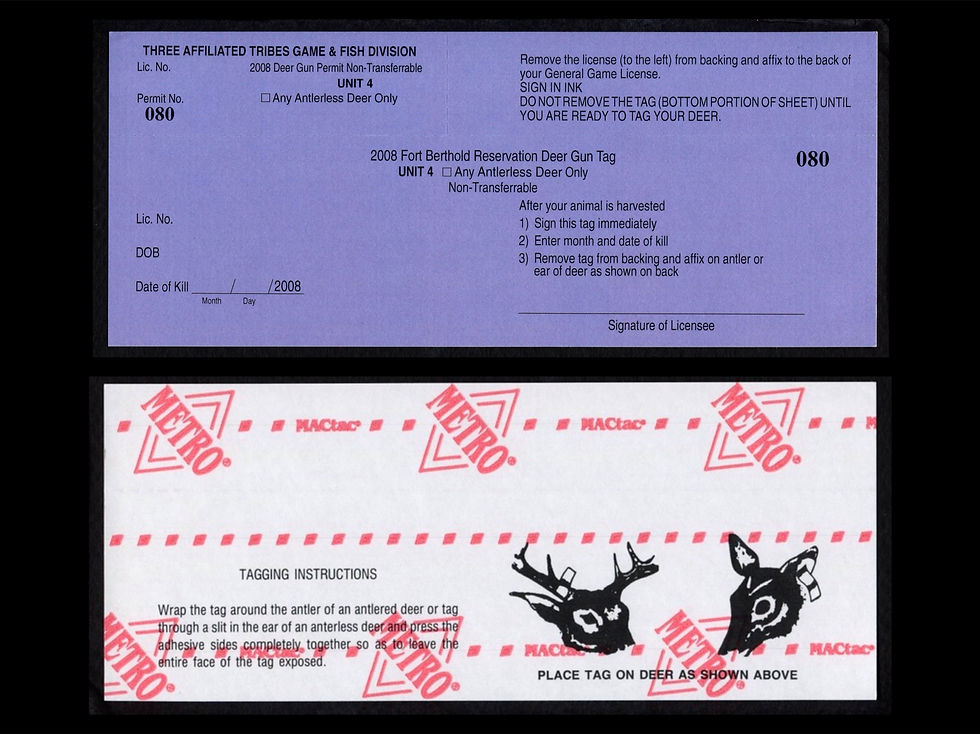 THREE AFFILIATED TRIBES GAME & FISH DIVISION
Lic. No.
2008 Deer Gun Permit Non-Transferrable
UNIT 4
☐ Any Antlerless Deer Only
Permit No.
080
Remove the license (to the left) from backing and affix to the back of
your General Game License.
SIGN IN INK
DO NOT REMOVE THE TAG (BOTTOM PORTION OF SHEET) UNTIL
YOU ARE READY TO TAG YOUR DEER.
2008 Fort Berthold Reservation Deer Gun Tag
UNIT 4 ☐ Any Antlerless Deer Only
Non-Transferrable
080
Lic. No.
DOB
Date of Kill ____/____/2008
Month Day
After your animal is harvested
1) Sign this tag immediately
2) Enter month and date of kill
3) Remove tag from backing and affix on antler or
ear of deer as shown on back
Signature of Licensee
METRO®
MACtac®
METRO®
MACtac®
METRO®
M
TAGGING INSTRUCTIONS
Wrap the tag around the antler of an antlered deer or tag
through a slit in the ear of an anterless deer and press the
adhesive sides completely together so as to leave the
entire face of the tag exposed.
METRO®
MACtac®
METRO®
MACtac®
METRO®
MACtac®
PLACE TAG ON DEER AS SHOWN ABOVE